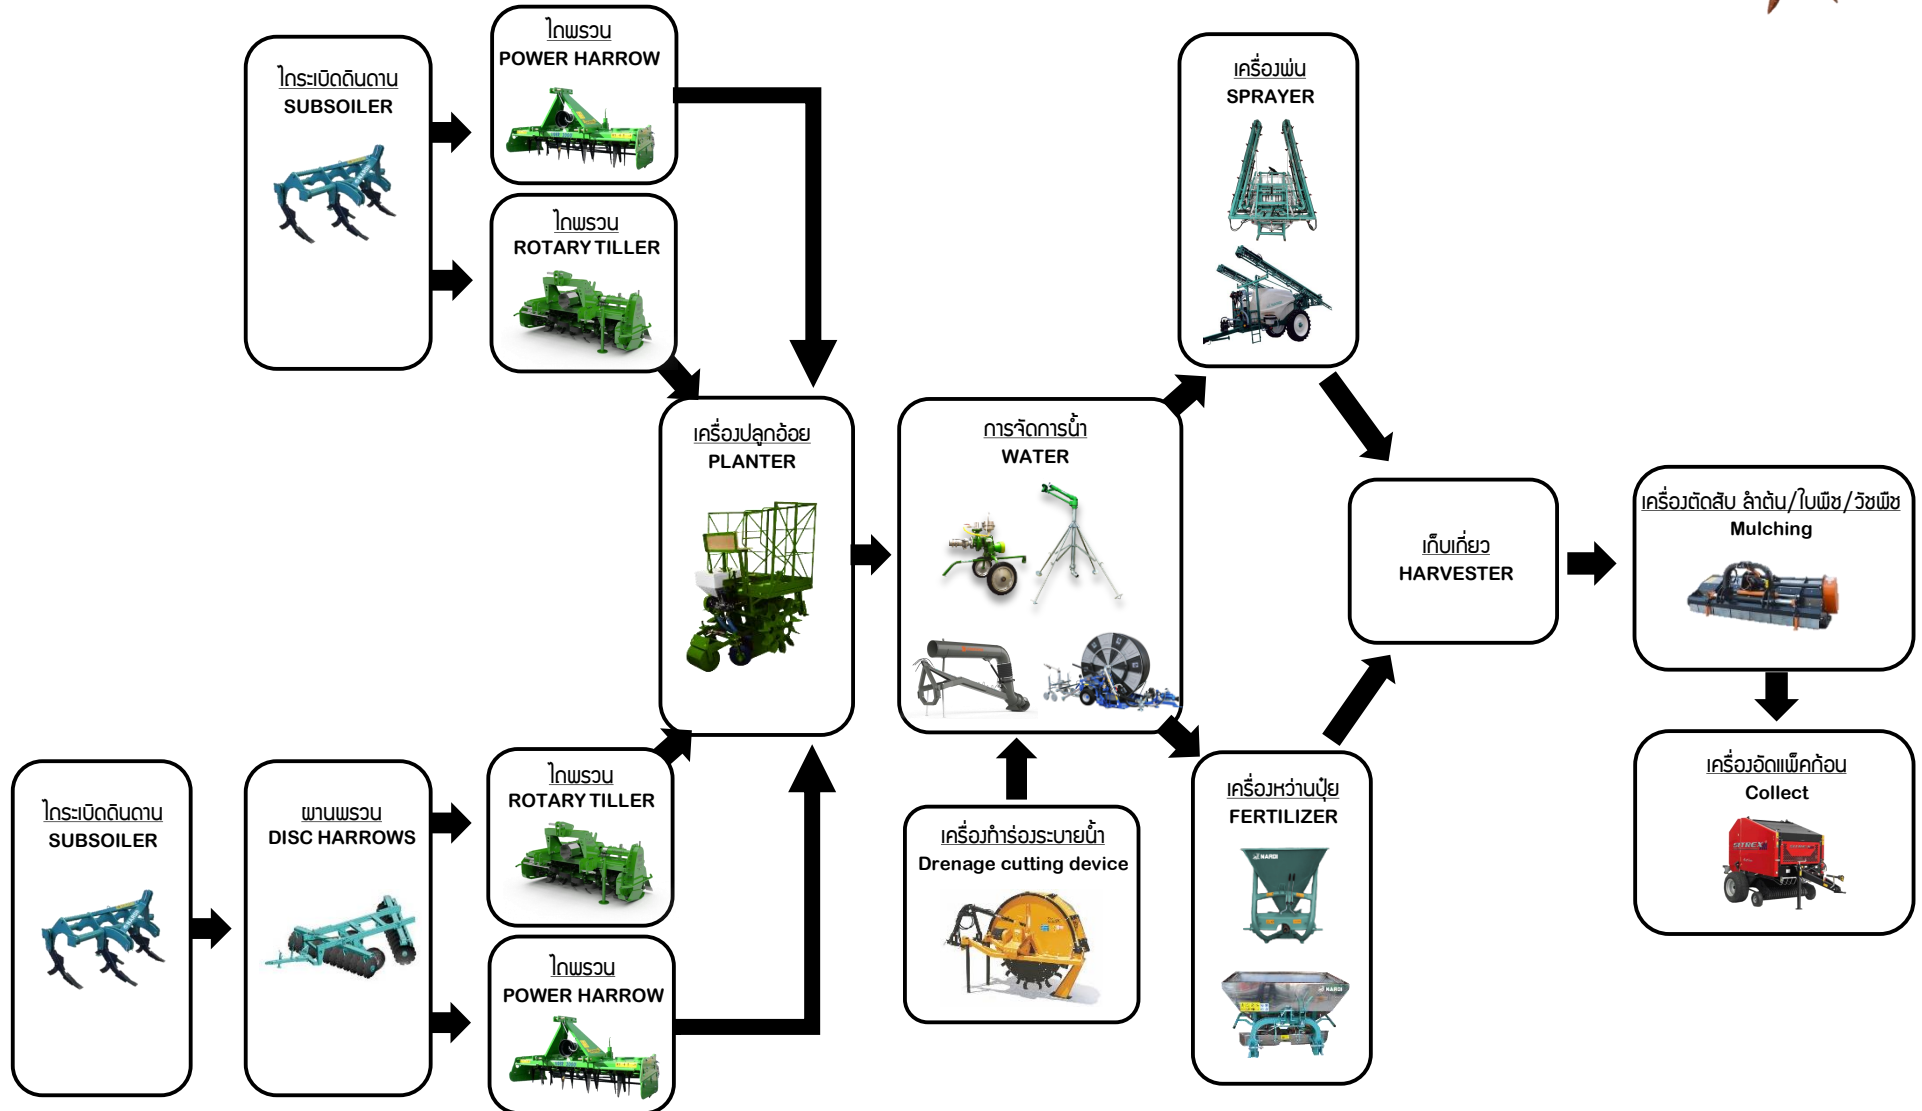 ไถระเบิดดินดาน
SUBSOILER
ไถพรวน
POWER HARROW
ไถพรวน
ROTARY TILLER
เครื่องปลูกอ้อย
PLANTER
การจัดการน้ำ
WATER
เครื่องพ่น
SPRAYER
เก็บเกี่ยว
HARVESTER
เครื่องตัดสับ ลำต้น/ใบพืช/วัชพืช
Mulching
ไถระเบิดดินดาน
SUBSOILER
ผานพรวน
DISC HARROWS
ไถพรวน
ROTARY TILLER
ไถพรวน
POWER HARROW
เครื่องทำร่องระบายน้ำ
Drenage cutting device
เครื่องหว่านปุ๋ย
FERTILIZER
NARDI
NARDI
เครื่องอัดแพ็คก้อน
Collect
SITREX